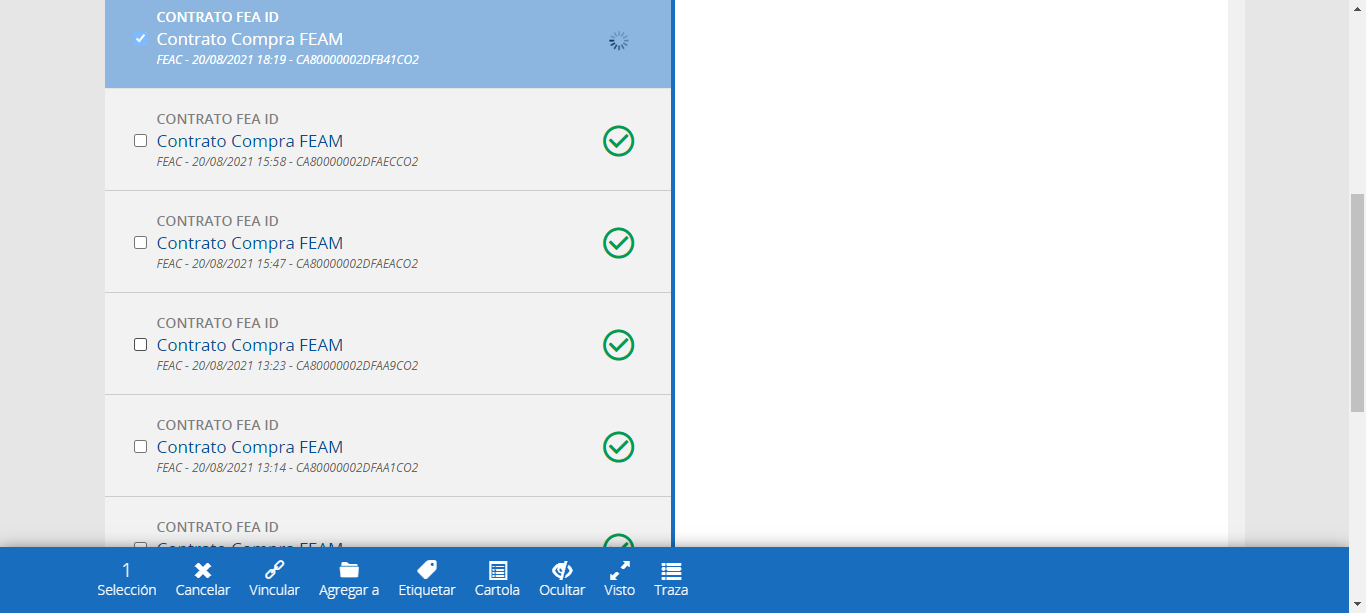 CONTRATO FEA ID
Contrato Compra FEAM
FEAC - 20/08/2021 18:19 - CA80000002DFB41CO2
CONTRATO FEA ID
Contrato Compra FEAM
FEAC - 20/08/2021 15:58 - CA80000002DFAECCO2
CONTRATO FEA ID
Contrato Compra FEAM
FEAC - 20/08/2021 15:47 - CA80000002DFAEACO2
CONTRATO FEA ID
Contrato Compra FEAM
FEAC - 20/08/2021 13:23 - CA80000002DFAA9CO2
CONTRATO FEA ID
Contrato Compra FEAM
FEAC - 20/08/2021 13:14 - CA80000002DFAA1CO2
CONTRATO FEA ID
Contrato Compra FEAM
1
Selección Cancelar Vincular Agregar a Etiquetar Cartola Ocultar Visto Traza